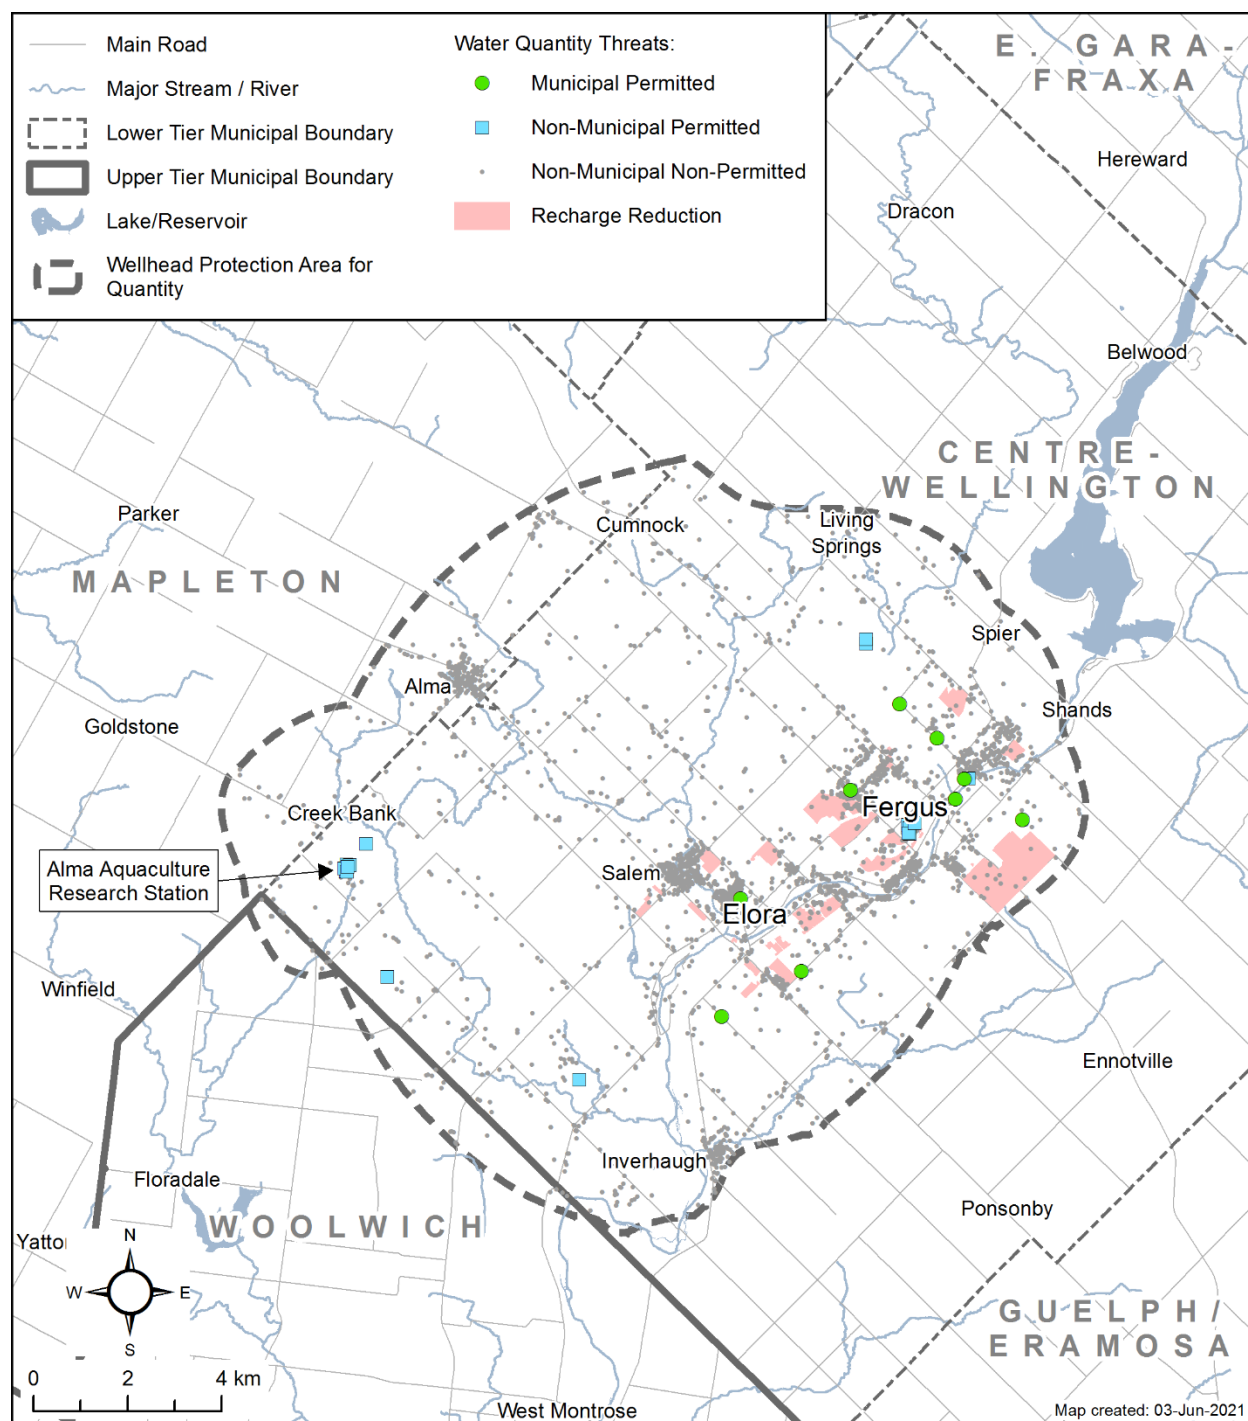 Main Road
Major Stream / River
Lower Tier Municipal Boundary
Upper Tier Municipal Boundary
Lake/Reservoir
Wellhead Protection Area for
Quantity
Water Quantity Threats:
Municipal Permitted
Non-Municipal Permitted
Non-Municipal Non-Permitted
Recharge Reduction
E. GARA-
FRAXA
Hereward
Dracon
Belwood
CENTRE-
WELLINGTON
Parker
Cumnock
Living
Springs
MAPLETON
Spier
Alma
Shands
Goldstone
Creek Bank
Fergus
Alma Aquaculture
Research Station
Salem
Elora
Winfield
Ennotville
Inverhaugh
Floradale
Ponsonby
WOOLWICH
Yatto
N
W
E
S
GUELPH/
ERAMOSA
0 2 4 km
West Montrose
Map created: 03-Jun-2021